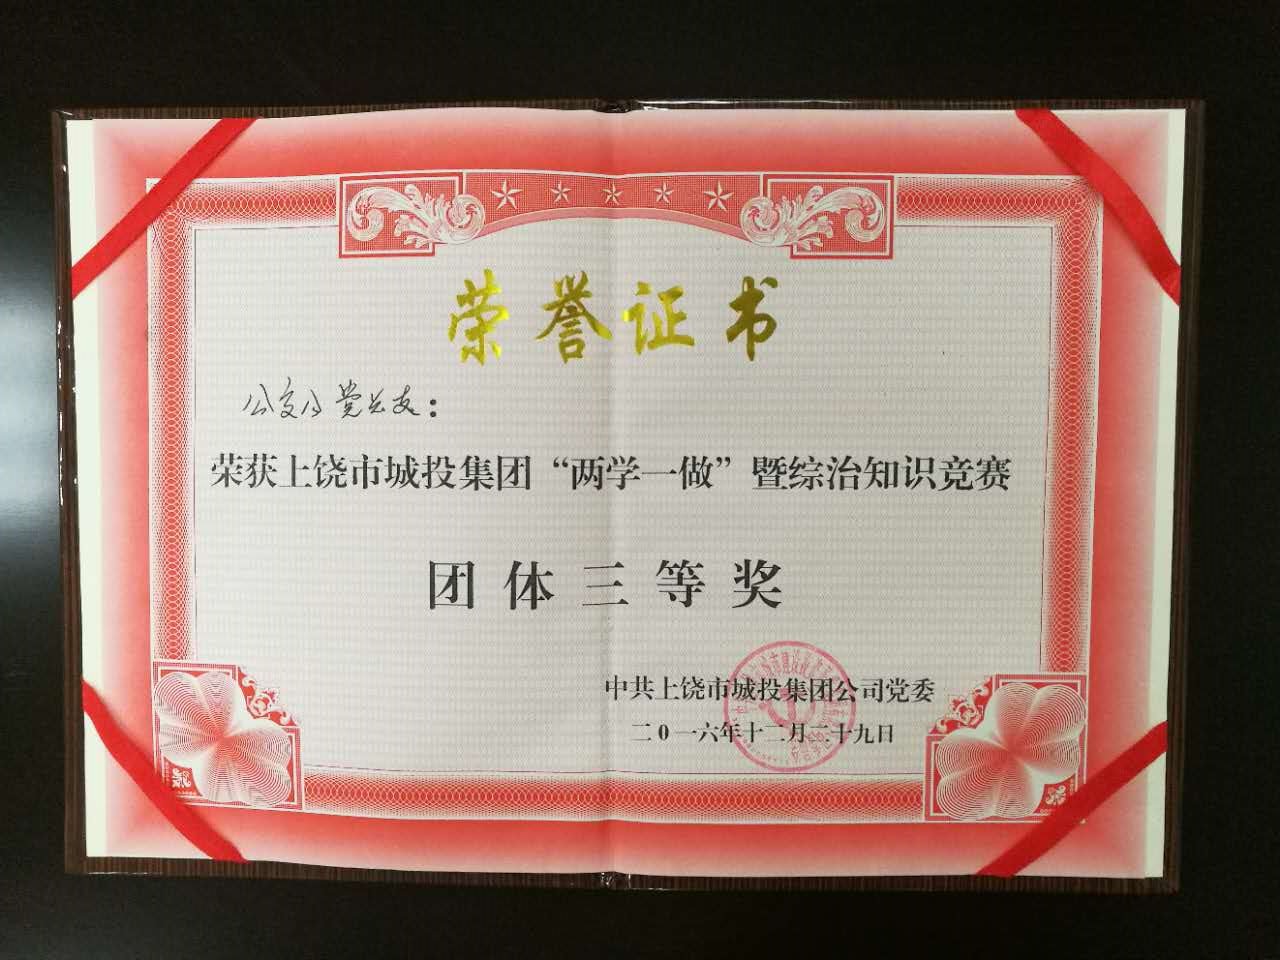 荣誉证书
公交公司党总支：
荣获上饶市城投集团“两学一做”暨综治知识竞赛
团体三等奖
中共上饶市城投集团公司党委
二0一六年十二月二十九日